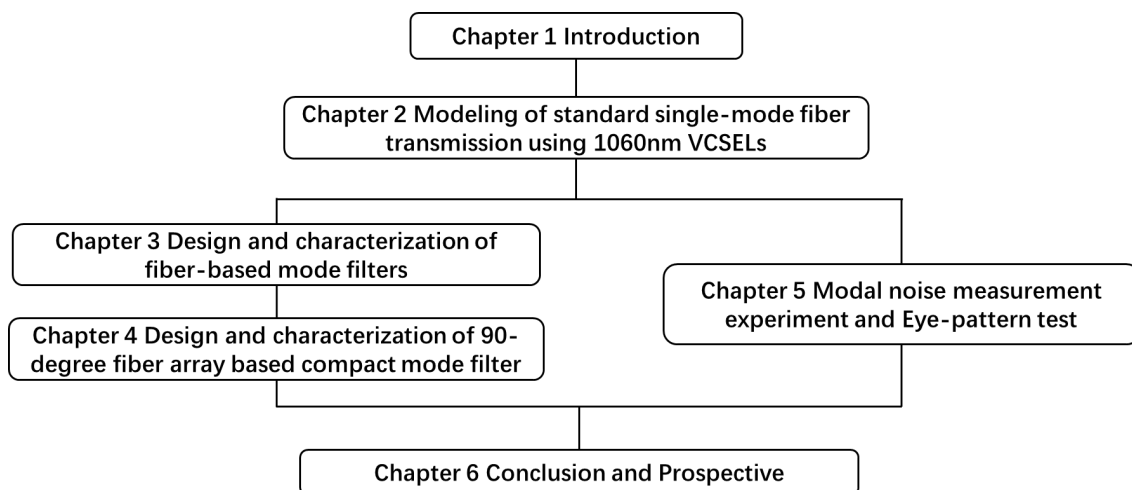 Chapter 1 Introduction
Chapter 2 Modeling of standard single-mode fiber
transmission using 1060nm VCSELs
Chapter 3 Design and characterization of
fiber-based mode filters
Chapter 4 Design and characterization of 90-
degree fiber array based compact mode filter
Chapter 5 Modal noise measurement
experiment and Eye-pattern test
Chapter 6 Conclusion and Prospective